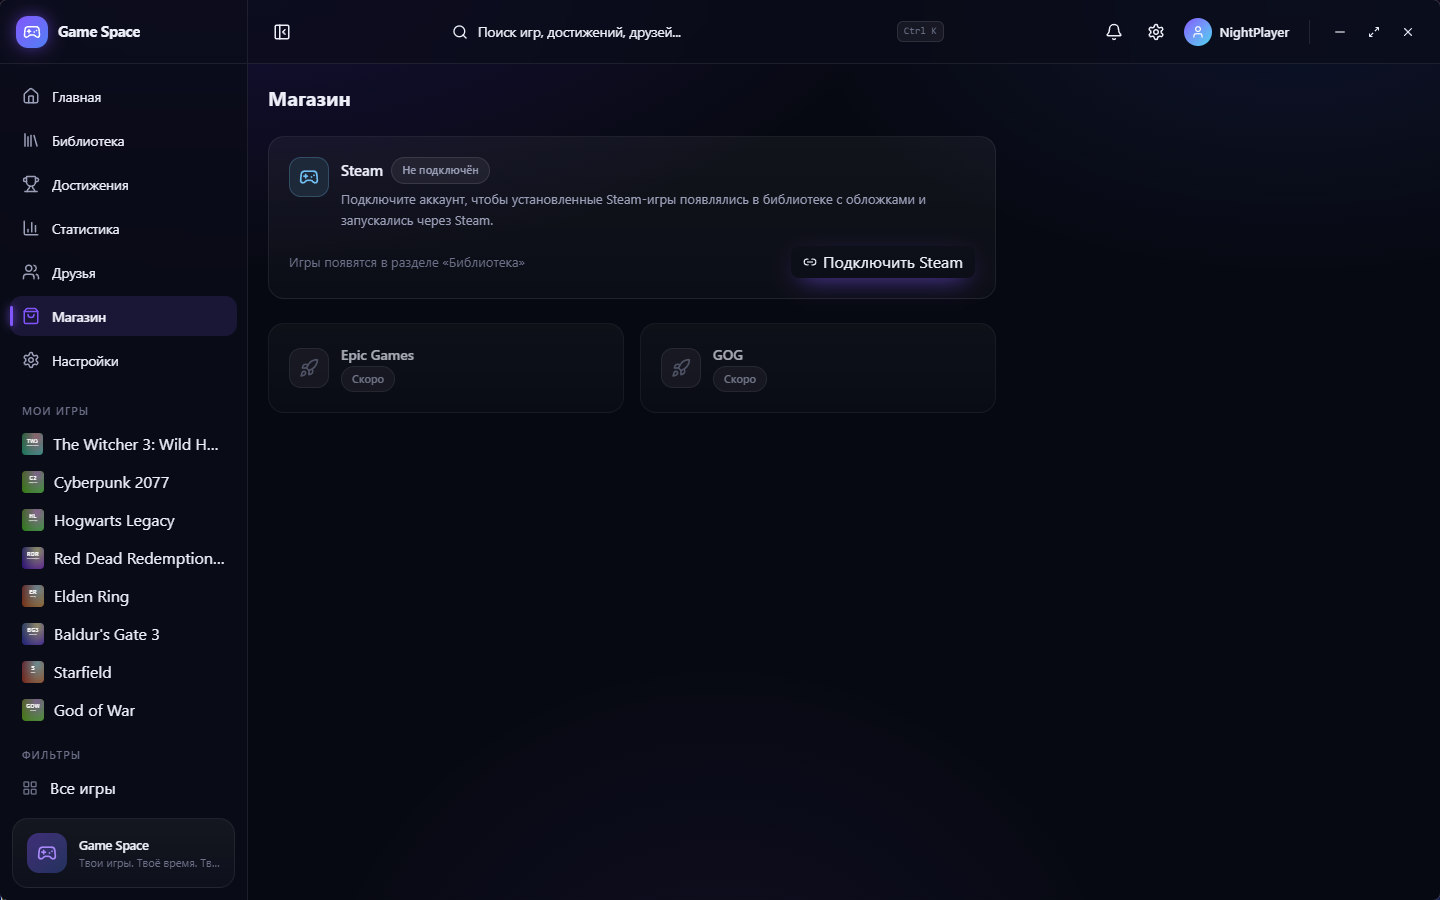 Game Space
Поиск игр, достижений, друзей...
Ctrl K
NightPlayer
Главная
Библиотека
Достижения
Статистика
Друзья
Магазин
Настройки
МОИ ИГРЫ
The Witcher 3: Wild H...
Cyberpunk 2077
Hogwarts Legacy
Red Dead Redemption...
Elden Ring
Baldur's Gate 3
Starfield
God of War
ФИЛЬТРЫ
Все игры
Game Space
Твои игры. Твоё время. Тв...
Магазин
Steam
Не подключён
Подключите аккаунт, чтобы установленные Steam-игры появлялись в библиотеке с обложками и
запускались через Steam.
Игры появятся в разделе «Библиотека»
Подключить Steam
Epic Games
Скоро
GOG
Скоро